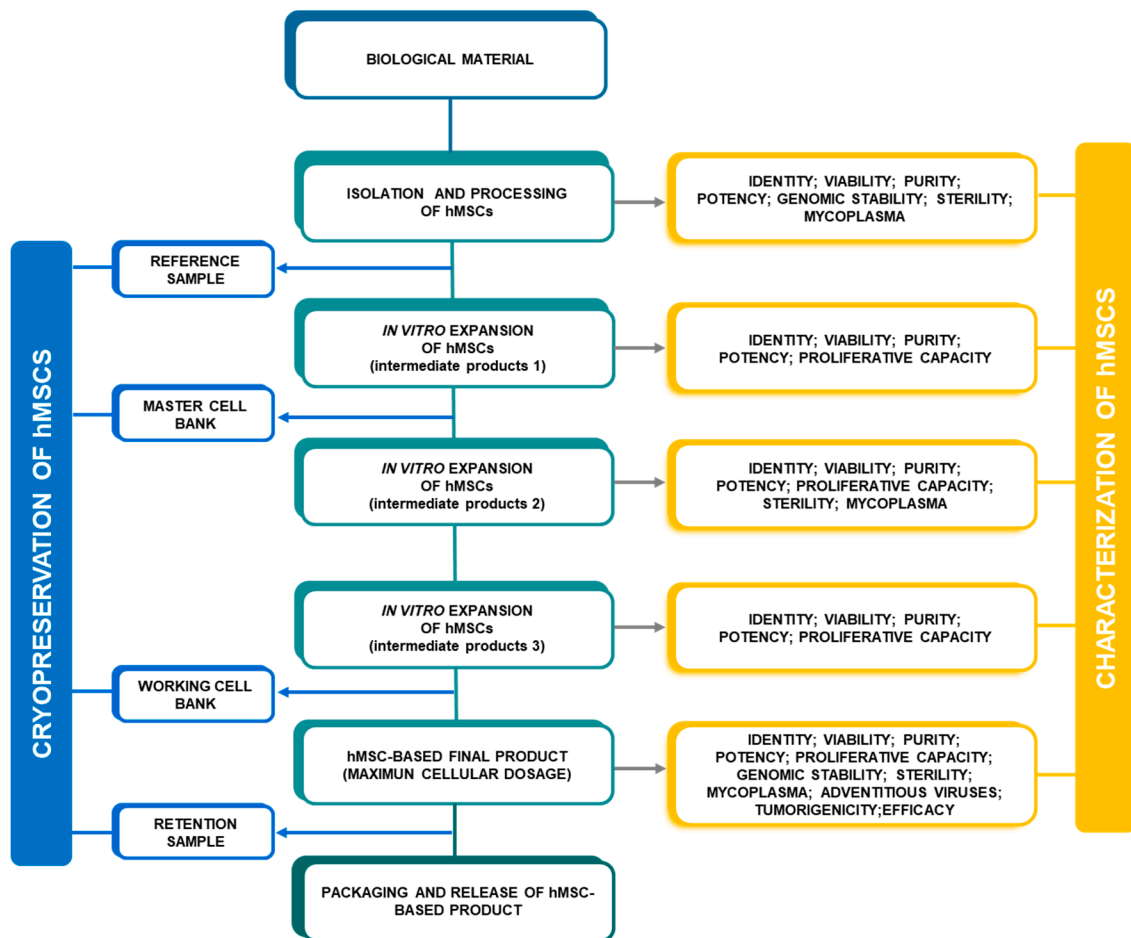 BIOLOGICAL MATERIAL
ISOLATION AND PROCESSING
OF hMSCs
IDENTITY; VIABILITY; PURITY;
POTENCY; GENOMIC STABILITY; STERILITY;
MYCOPLASMA
REFERENCE
SAMPLE
IN VITRO EXPANSION
OF hMSCs
(intermediate products 1)
IDENTITY; VIABILITY; PURITY;
POTENCY; PROLIFERATIVE CAPACITY
MASTER CELL
BANK
IN VITRO EXPANSION
OF hMSCs
(intermediate products 2)
IDENTITY; VIABILITY; PURITY;
POTENCY; PROLIFERATIVE CAPACITY;
STERILITY; MYCOPLASMA
IN VITRO EXPANSION
OF hMSCs
(intermediate products 3)
IDENTITY; VIABILITY; PURITY;
POTENCY; PROLIFERATIVE CAPACITY
WORKING CELL
BANK
hMSC-BASED FINAL PRODUCT
(MAXIMUN CELLULAR DOSAGE)
IDENTITY; VIABILITY; PURITY;
POTENCY; PROLIFERATIVE CAPACITY;
GENOMIC STABILITY; STERILITY;
MYCOPLASMA; ADVENTITIOUS VIRUSES;
TUMORIGENICITY;EFFICACY
RETENTION
SAMPLE
PACKAGING AND RELEASE OF hMSC-
BASED PRODUCT
CRYOPRESERVATION OF hMSCS
CHARACTERIZATION OF hMSCS